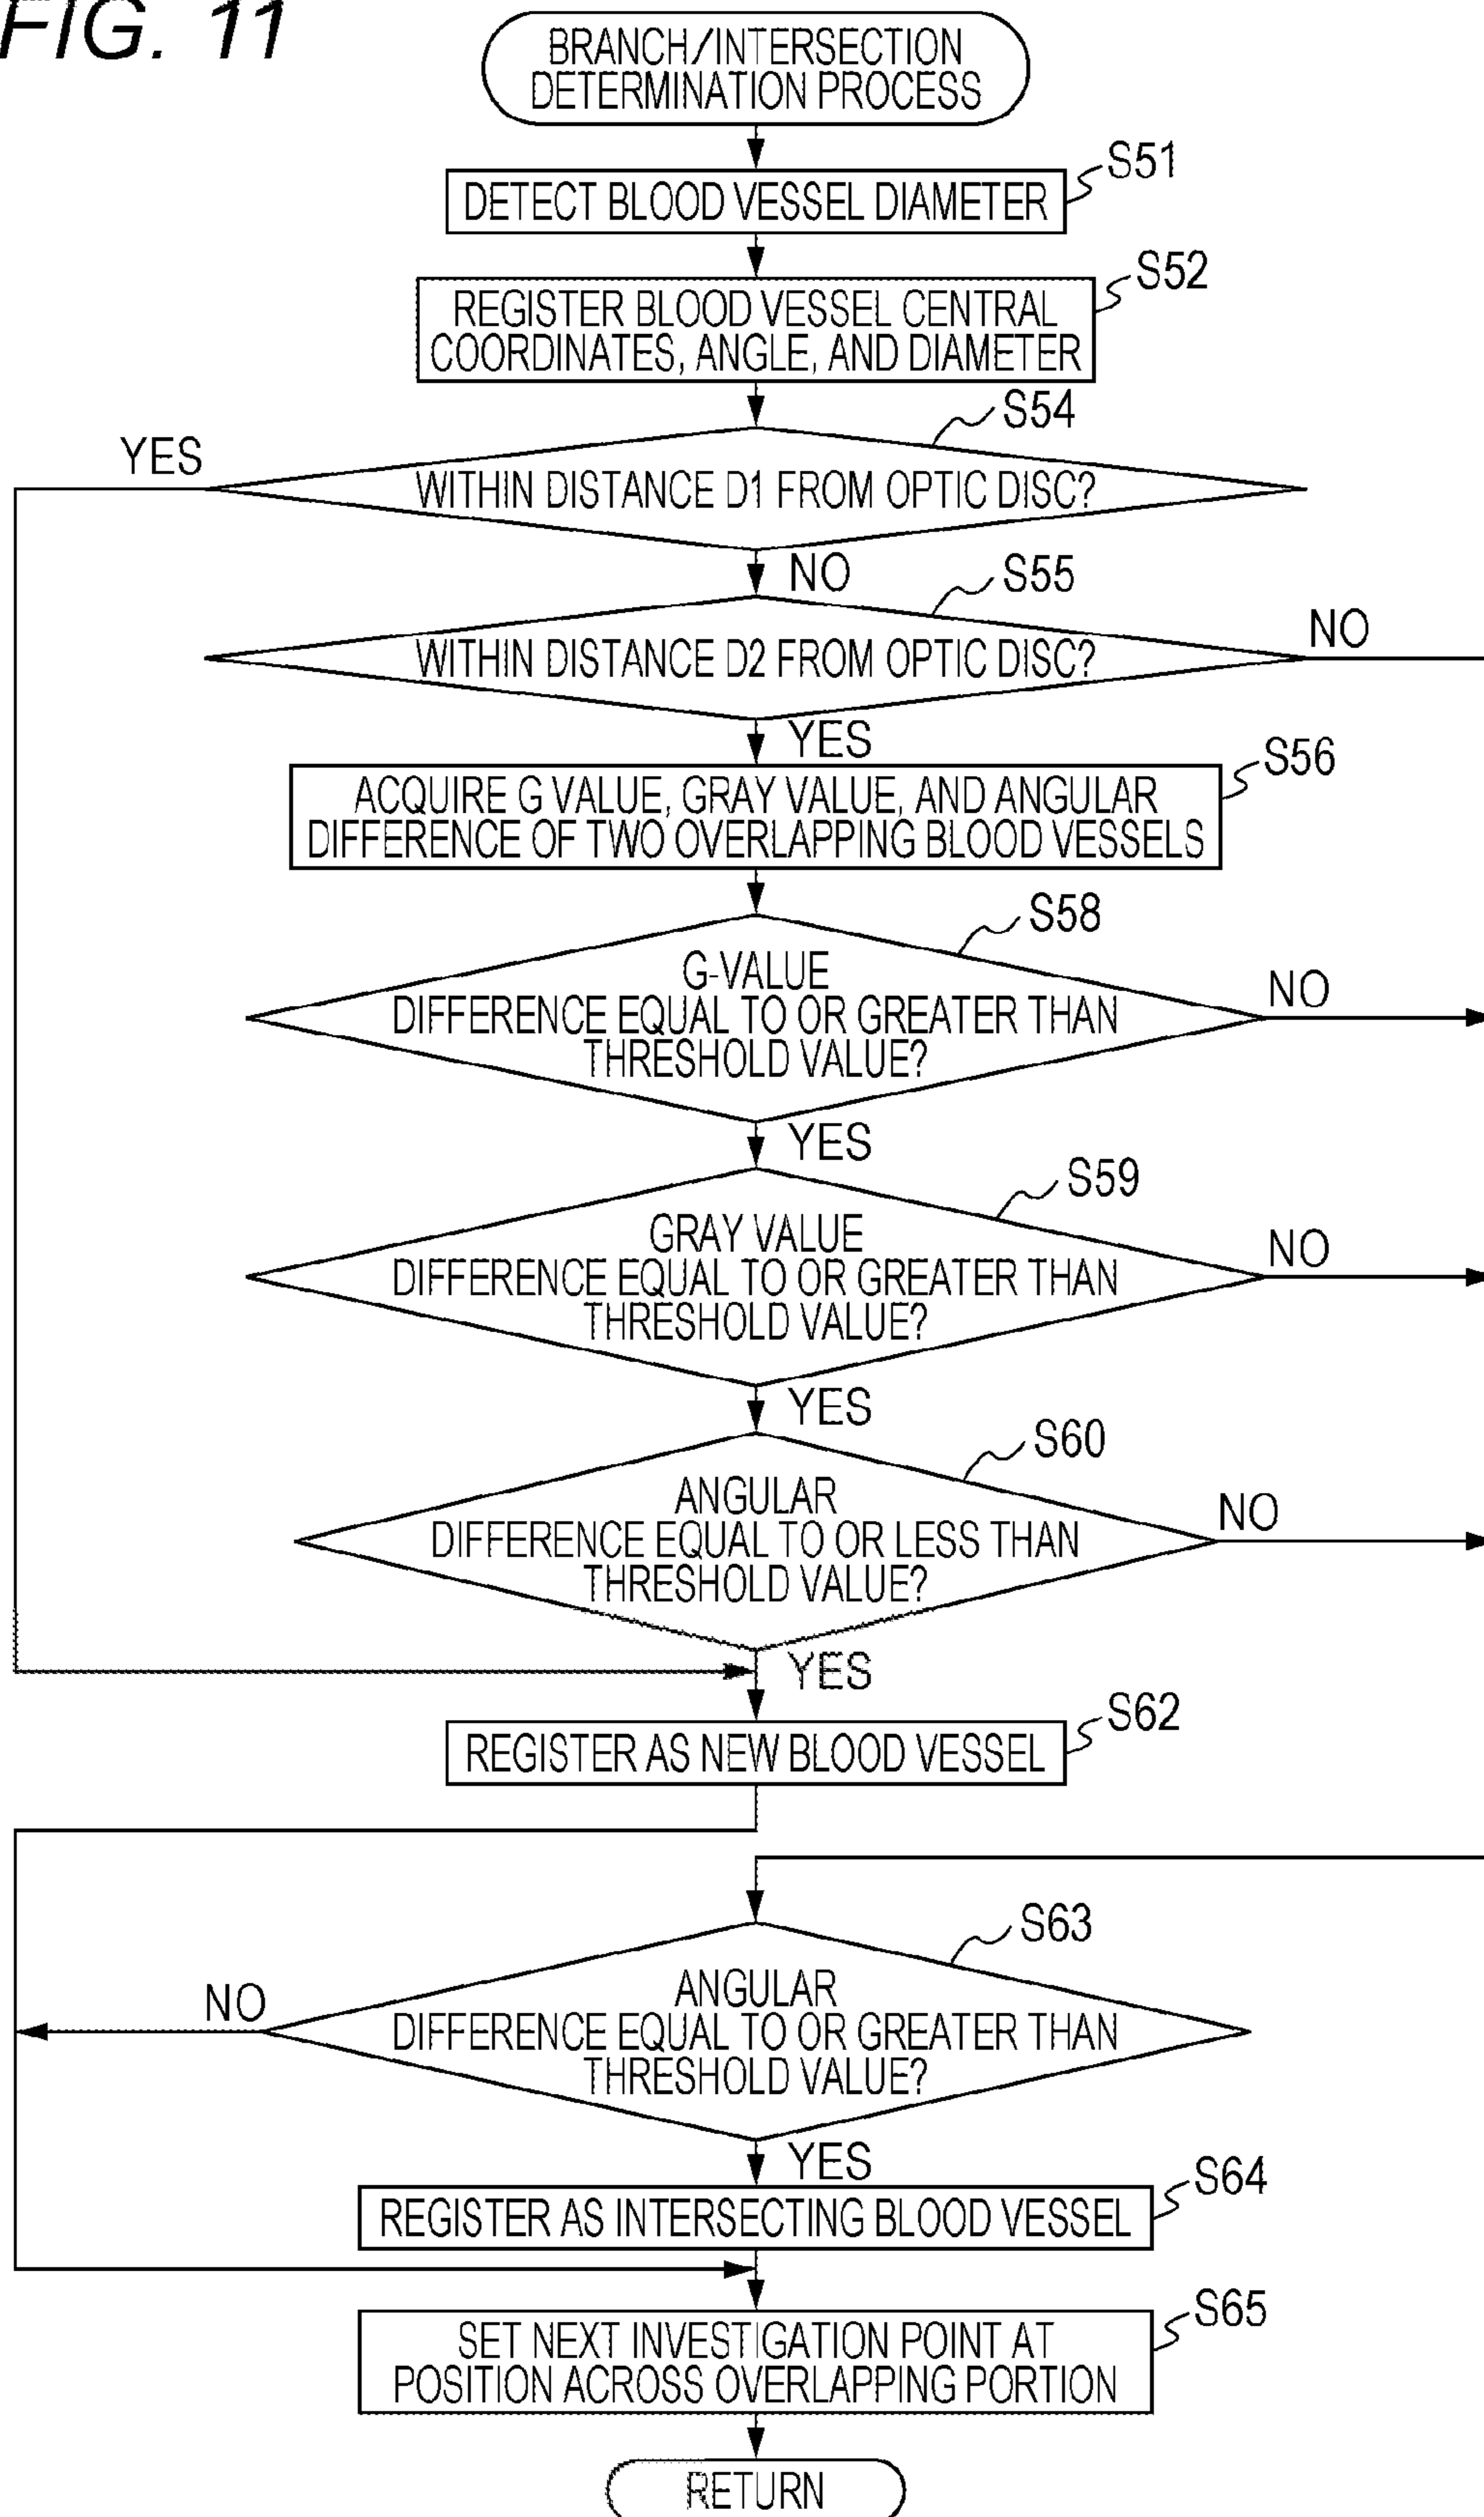 FIG. 11
BRANCH/INTERSECTION
DETERMINATION PROCESS
S51
DETECT BLOOD VESSEL DIAMETER
S52
REGISTER BLOOD VESSEL CENTRAL
COORDINATES, ANGLE, AND DIAMETER
S54
YES
WITHIN DISTANCE D1 FROM OPTIC DISC?
NO
S55
NO
WITHIN DISTANCE D2 FROM OPTIC DISC?
YES
S56
ACQUIRE G VALUE, GRAY VALUE, AND ANGULAR
DIFFERENCE OF TWO OVERLAPPING BLOOD VESSELS
S58
G-VALUE
DIFFERENCE EQUAL TO OR GREATER THAN
THRESHOLD VALUE?
NO
YES
S59
GRAY VALUE
DIFFERENCE EQUAL TO OR GREATER THAN
THRESHOLD VALUE?
NO
YES
S60
ANGULAR
DIFFERENCE EQUAL TO OR LESS THAN
THRESHOLD VALUE?
NO
YES
S62
REGISTER AS NEW BLOOD VESSEL
S63
ANGULAR
DIFFERENCE EQUAL TO OR GREATER THAN
THRESHOLD VALUE?
NO
YES
S64
REGISTER AS INTERSECTING BLOOD VESSEL
S65
SET NEXT INVESTIGATION POINT AT
POSITION ACROSS OVERLAPPING PORTION
RETURN